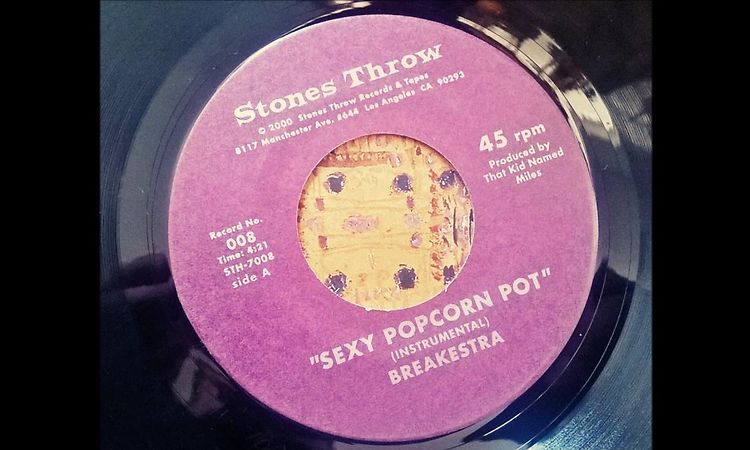 Stones Throw
© 2000 Stones Throw Records & Tapes
8117 Manchester Ave. #644 Los Angeles CA 90293
45 rpm
Produced by
That Kid Named
Miles
Record No.
008
Time: 4:21
STH-7008
side A
"SEXY POPCORN POT"
(INSTRUMENTAL)
BREAKESTRA